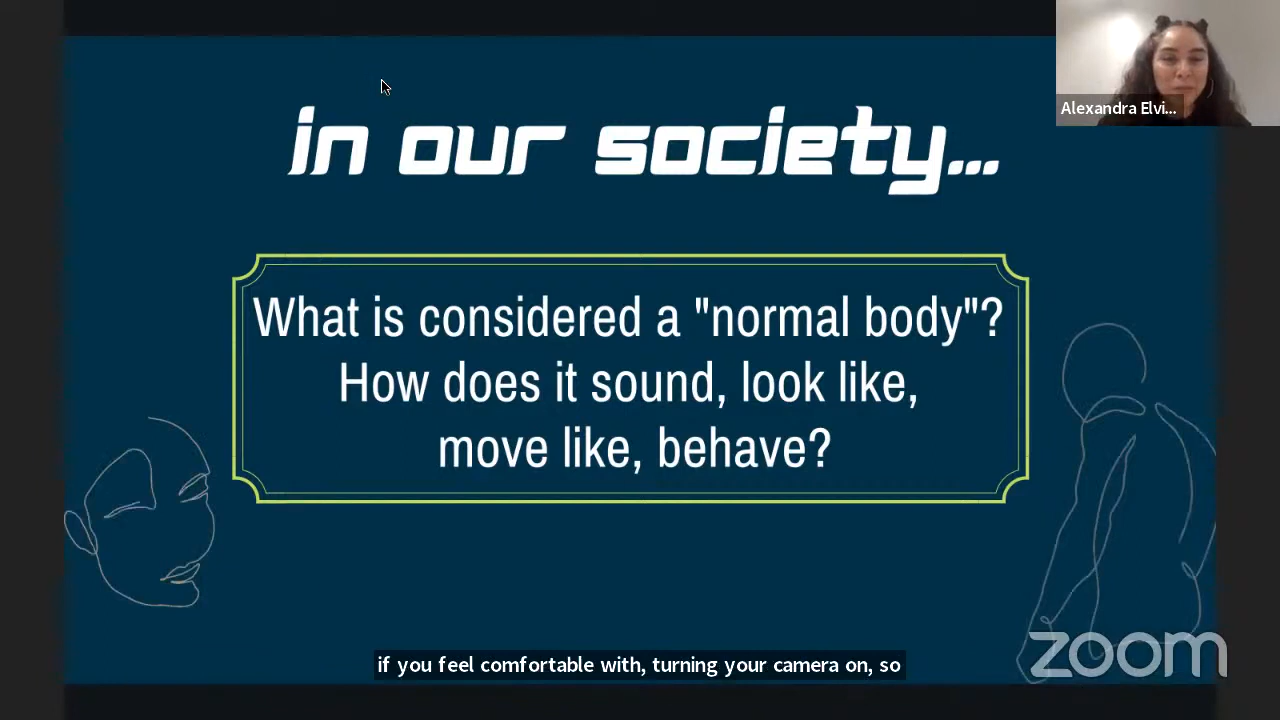 Alexandra Elvi...
in our society...
What is considered a "normal body"?
How does it sound, look like,
move like, behave?
if you feel comfortable with, turning your camera on, so
zoom